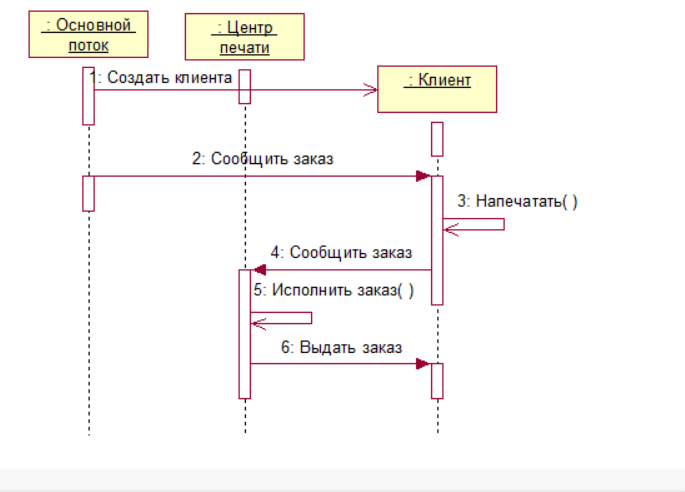 : Основной
поток
: Центр
печати
: Клиент
1: Создать клиента
2: Сообщить заказ
3: Напечатать( )
4: Сообщить заказ
5: Исполнить заказ( )
6: Выдать заказ